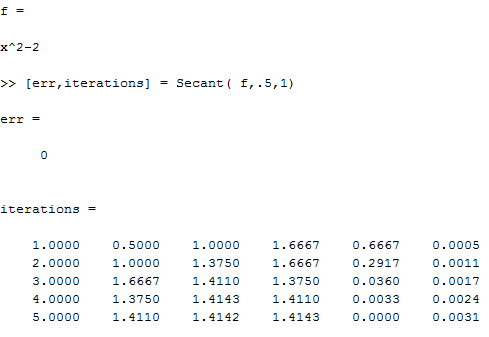 f =
x^2-2
>> [err,iterations] = Secant( f,.5,1)
err =
0
iterations =
1.0000 0.5000 1.0000 1.6667 0.6667 0.0005
2.0000 1.0000 1.3750 1.6667 0.2917 0.0011
3.0000 1.6667 1.4110 1.3750 0.0360 0.0017
4.0000 1.3750 1.4143 1.4110 0.0033 0.0024
5.0000 1.4110 1.4142 1.4143 0.0000 0.0031